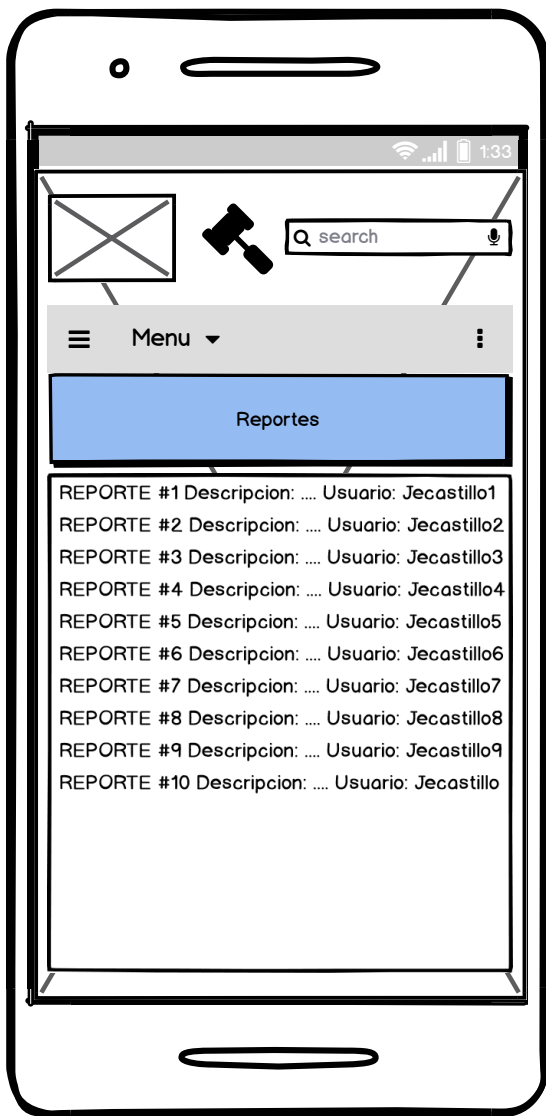 1:33
search
Menu
Reportes
REPORTE #1 Descripcion: .... Usuario: Jecastillo1
REPORTE #2 Descripcion: .... Usuario: Jecastillo2
REPORTE #3 Descripcion: .... Usuario: Jecastillo3
REPORTE #4 Descripcion: .... Usuario: Jecastillo4
REPORTE #5 Descripcion: .... Usuario: Jecastillo5
REPORTE #6 Descripcion: .... Usuario: Jecastillo6
REPORTE #7 Descripcion: .... Usuario: Jecastillo7
REPORTE #8 Descripcion: .... Usuario: Jecastillo8
REPORTE #9 Descripcion: .... Usuario: Jecastillo9
REPORTE #10 Descripcion: .... Usuario: Jecastillo